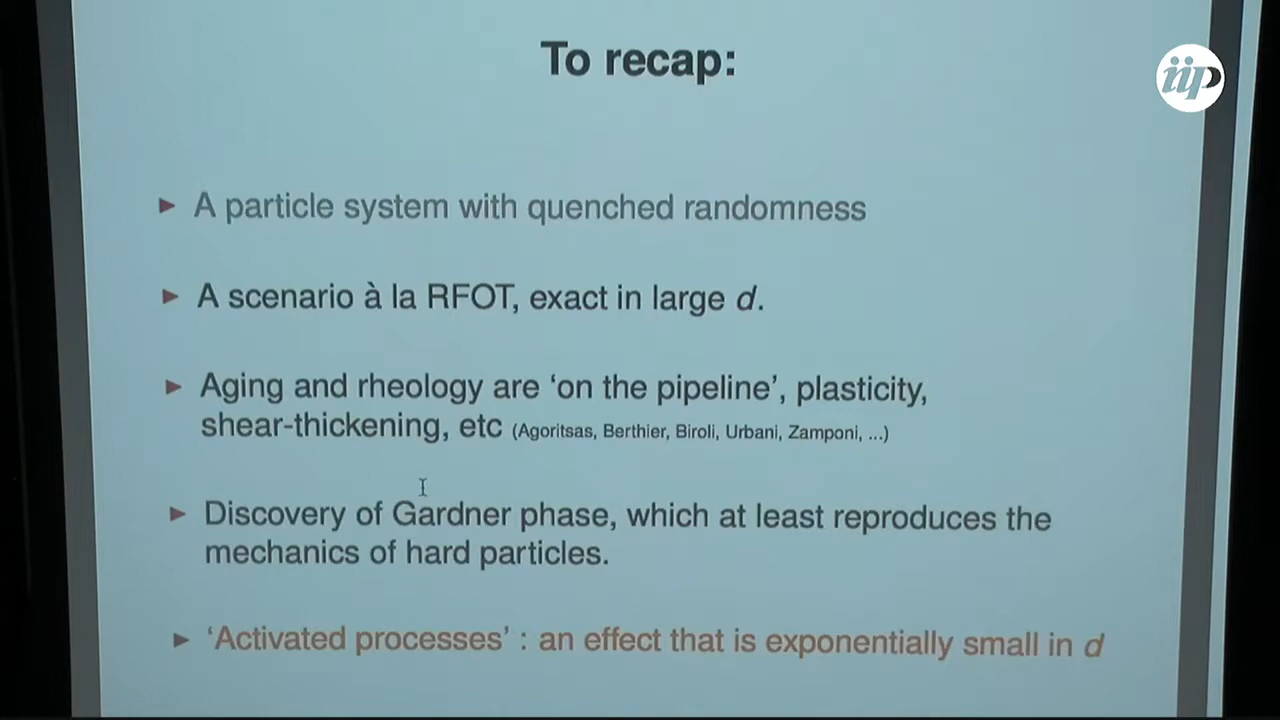 To recap:
iip
► A particle system with quenched randomness
► A scenario à la RFOT, exact in large d.
► Aging and rheology are ‘on the pipeline’, plasticity,
shear-thickening, etc (Agoritsas, Berthier, Biroli, Urbani, Zamponi, ...)
► Discovery of Gardner phase, which at least reproduces the
mechanics of hard particles.
► ‘Activated processes’ : an effect that is exponentially small in d